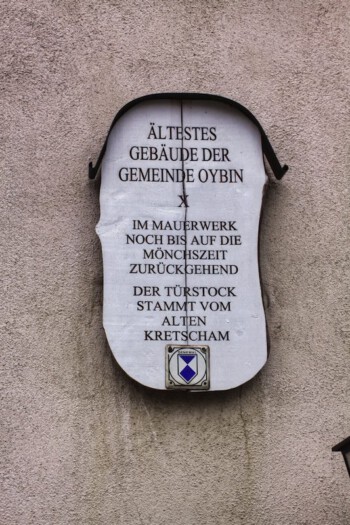 ÄLTESTES
GEBÄUDE DER
GEMEINDE OYBIN
X
IM MAUERWERK
NOCH BIS AUF DIE
MÖNCHSZEIT
ZURÜCKGEHEND
DER TÜRSTOCK
STAMMT VOM
ALTEN
KRETSCHAM